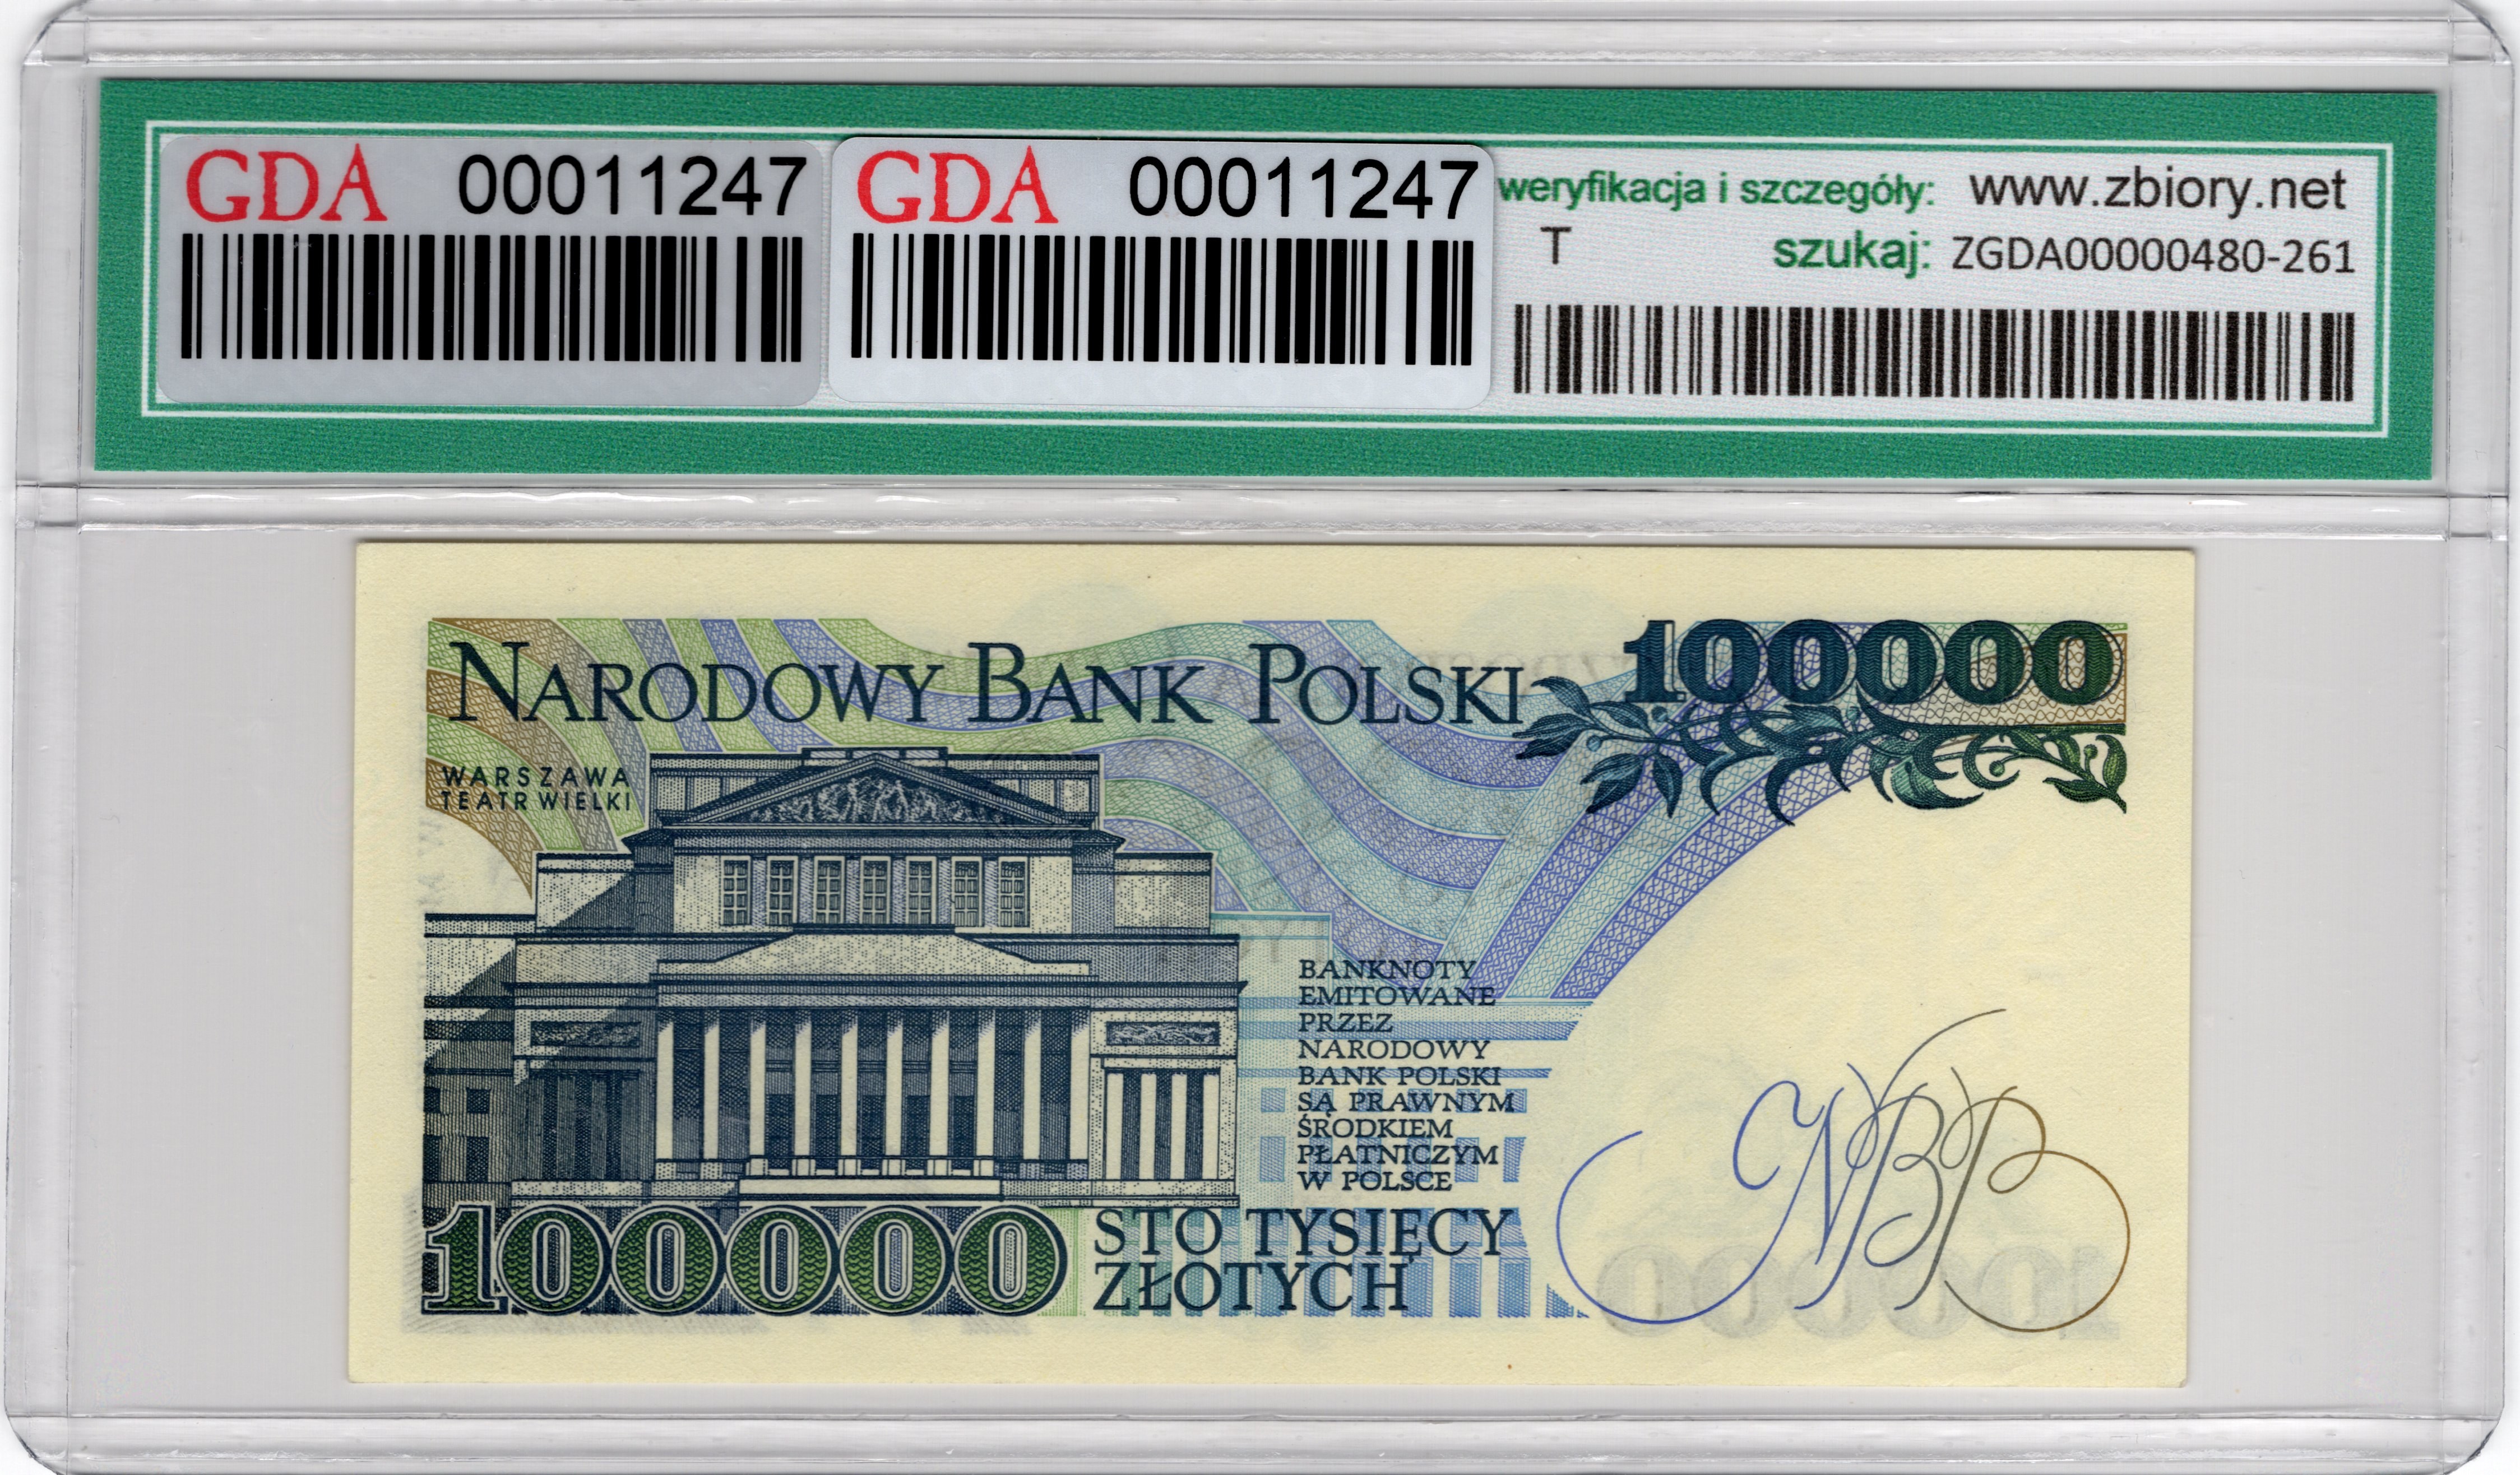 GDA 00011247
GDA 00011247
weryfikacja i szczegóły: www.zbiory.net
T szukaj: ZGDA00000480-261
NARODOWY BANK POLSKI
100000
WARSZAWA
TEATR WIELKI
BANKNOTY
EMITOWANE
PRZEZ
NARODOWY
BANK POLSKI
SĄ PRAWNYM
ŚRODKIEM
PŁATNICZYM
W POLSCE
NBP
100000
STO TYSIĘCY
ZŁOTYCH